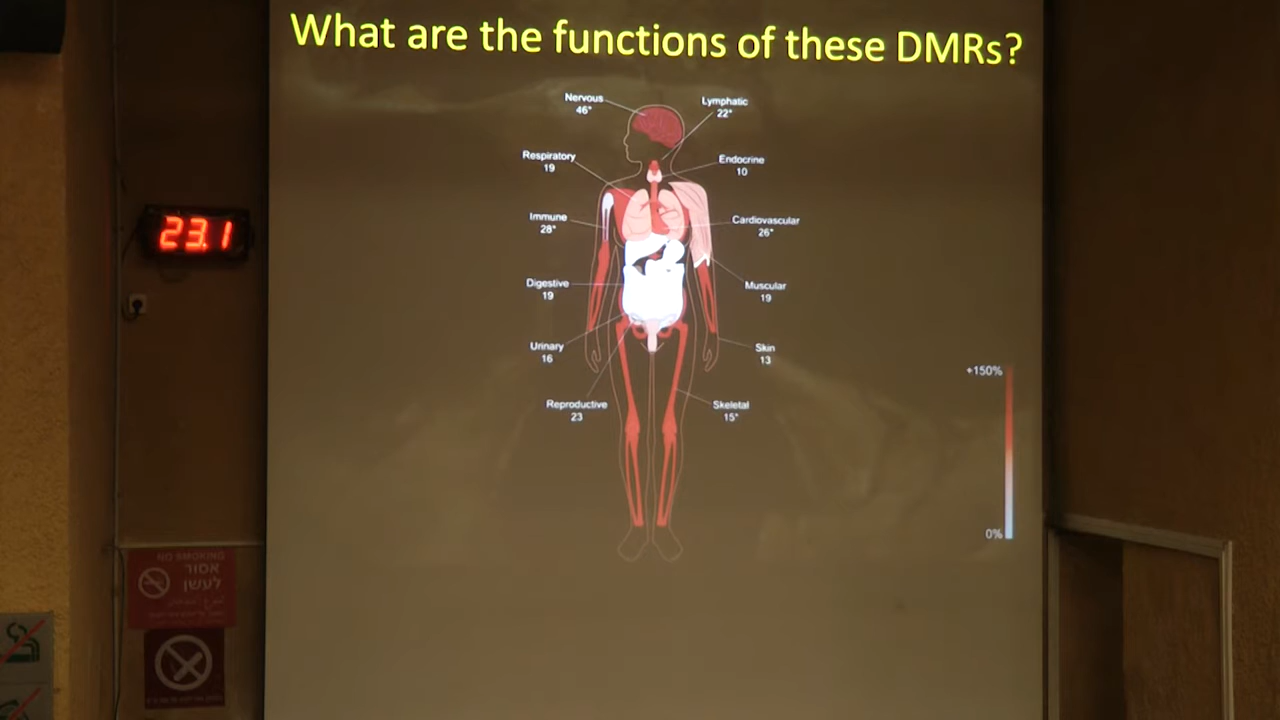 What are the functions of these DMRs?
Nervous
46*
Lymphatic
22*
Respiratory
19
Endocrine
10
Immune
28*
Cardiovascular
26*
Digestive
19
Muscular
19
Urinary
16
Skin
13
Reproductive
23
Skeletal
15*
+150%
0%
23.1
NO SMOKING
אסור
לעשן